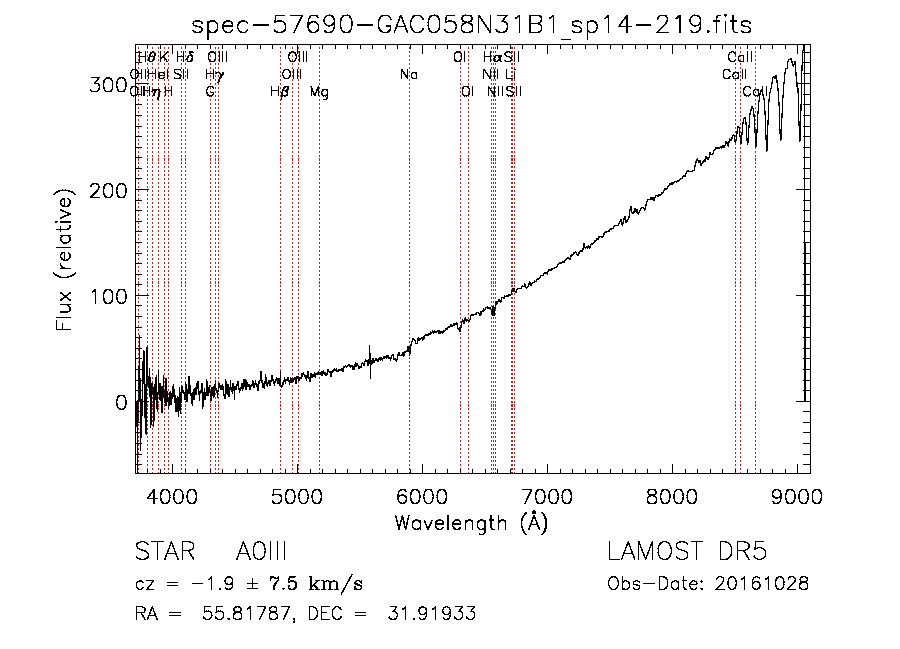 spec-57690-GAC058N31B1_sp14-219.fits
Hθ K Hδ OIII OIII OI Hα SII CaII
OII HeI SII Hγ OIII Na NII Li CaII
OII Hη H G Hβ Mg OI NII SII CaII
300
200
100
0
Flux (relative)
4000 5000 6000 7000 8000 9000
Wavelength (Å)
STAR A0III LAMOST DR5
cz = −1.9 ± 7.5 km/s Obs-Date: 20161028
RA = 55.81787, DEC = 31.91933